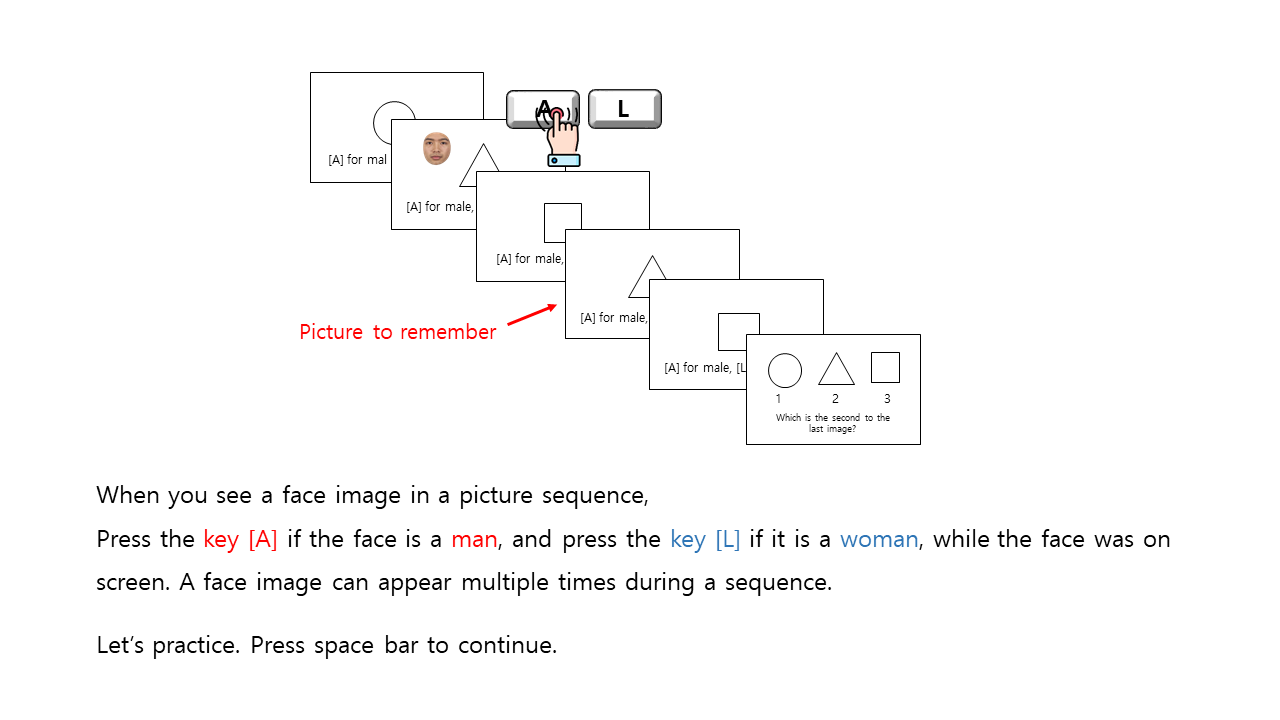 A L
[A] for mal
[A] for male,
[A] for male,
[A] for male,
Picture to remember
[A] for male, [L
1 2 3
Which is the second to the
last image?
When you see a face image in a picture sequence,
Press the key [A] if the face is a man, and press the key [L] if it is a woman, while the face was on
screen. A face image can appear multiple times during a sequence.
Let’s practice. Press space bar to continue.